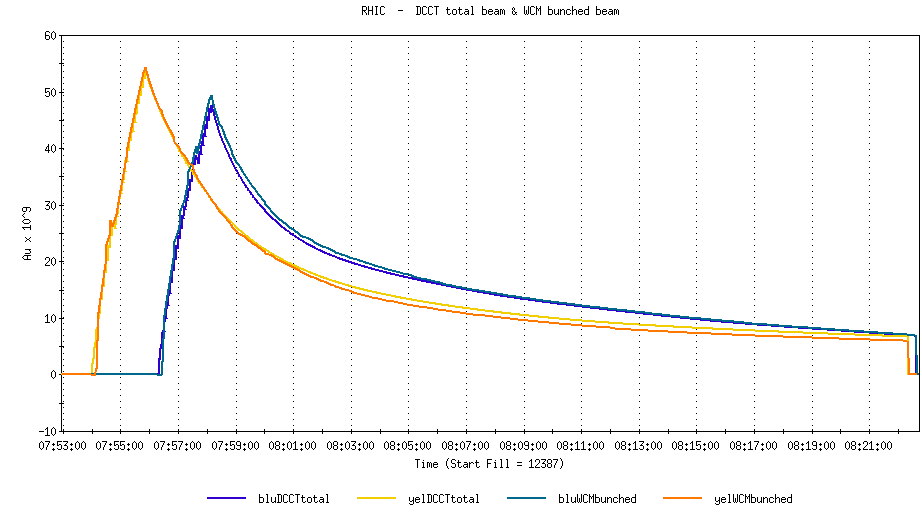 RHIC - DCCT total beam & WCM bunched beam
60
50
40
30
20
10
0
-10
Au x 10^9
07:53:00 07:55:00 07:57:00 07:59:00 08:01:00 08:03:00 08:05:00 08:07:00 08:09:00 08:11:00 08:13:00 08:15:00 08:17:00 08:19:00 08:21:00
Time (Start Fill = 12387)
bluDCCTtotal yelDCCTtotal bluWCMbunched yelWCMbunched